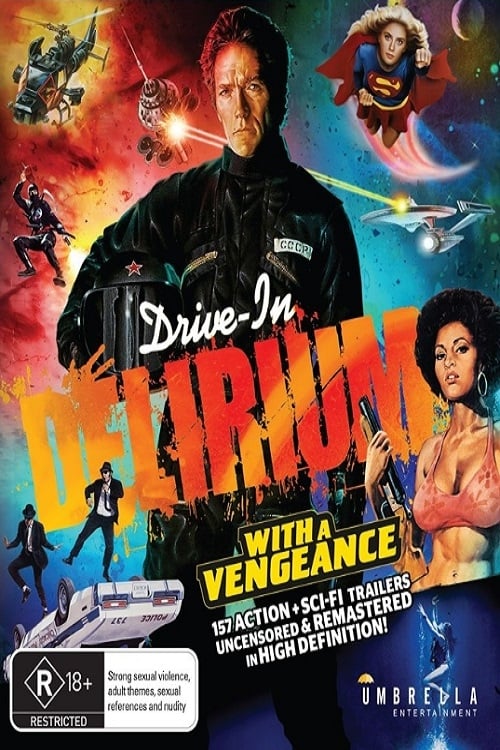 CCCP
Drive-In
DELIRIUM
WITH A
VENGEANCE
157 ACTION + SCI-FI TRAILERS
UNCENSORED & REMASTERED
IN HIGH DEFINITION!
POLICE
737
R 18+
RESTRICTED
Strong sexual violence,
adult themes, sexual
references and nudity
UMBRELLA
ENTERTAINMENT